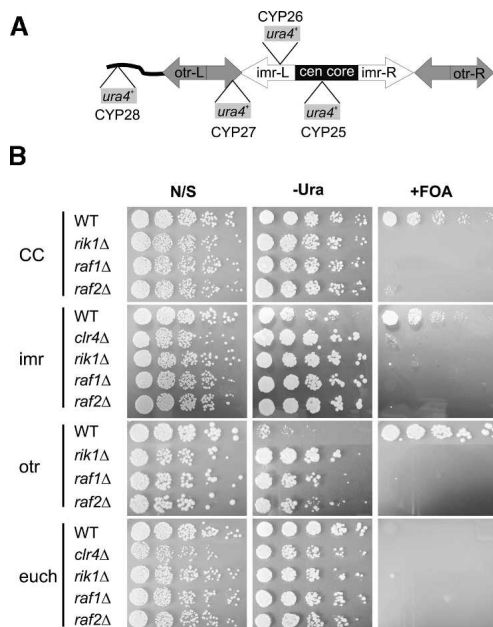 A
CYP26
ura4+
otr-L
imr-L
cen core
imr-R
otr-R
ura4+
CYP28
ura4+
CYP27
ura4+
CYP25
B
N/S
-Ura
+FOA
CC
WT
rik1Δ
raf1Δ
raf2Δ
imr
WT
clr4Δ
rik1Δ
raf1Δ
raf2Δ
otr
WT
rik1Δ
raf1Δ
raf2Δ
euch
WT
clr4Δ
rik1Δ
raf1Δ
raf2Δ